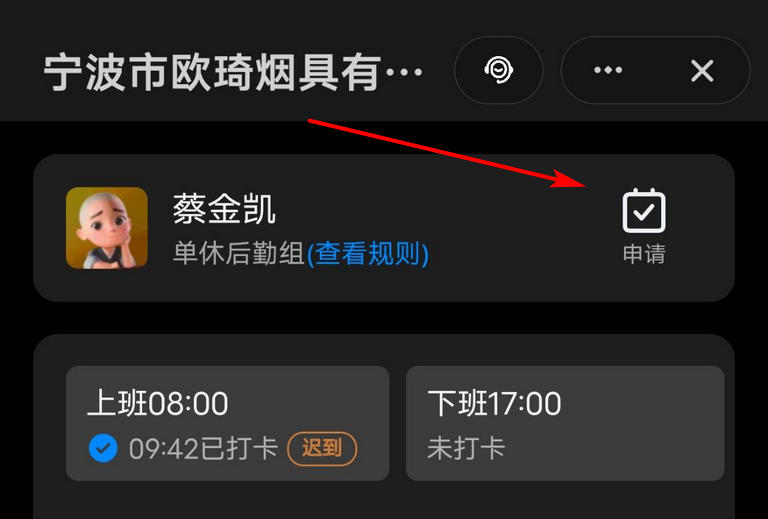 宁波市欧琦烟具有…
蔡金凯
申请
单休后勤组(查看规则)
上班08:00
09:42已打卡 迟到
下班17:00
未打卡